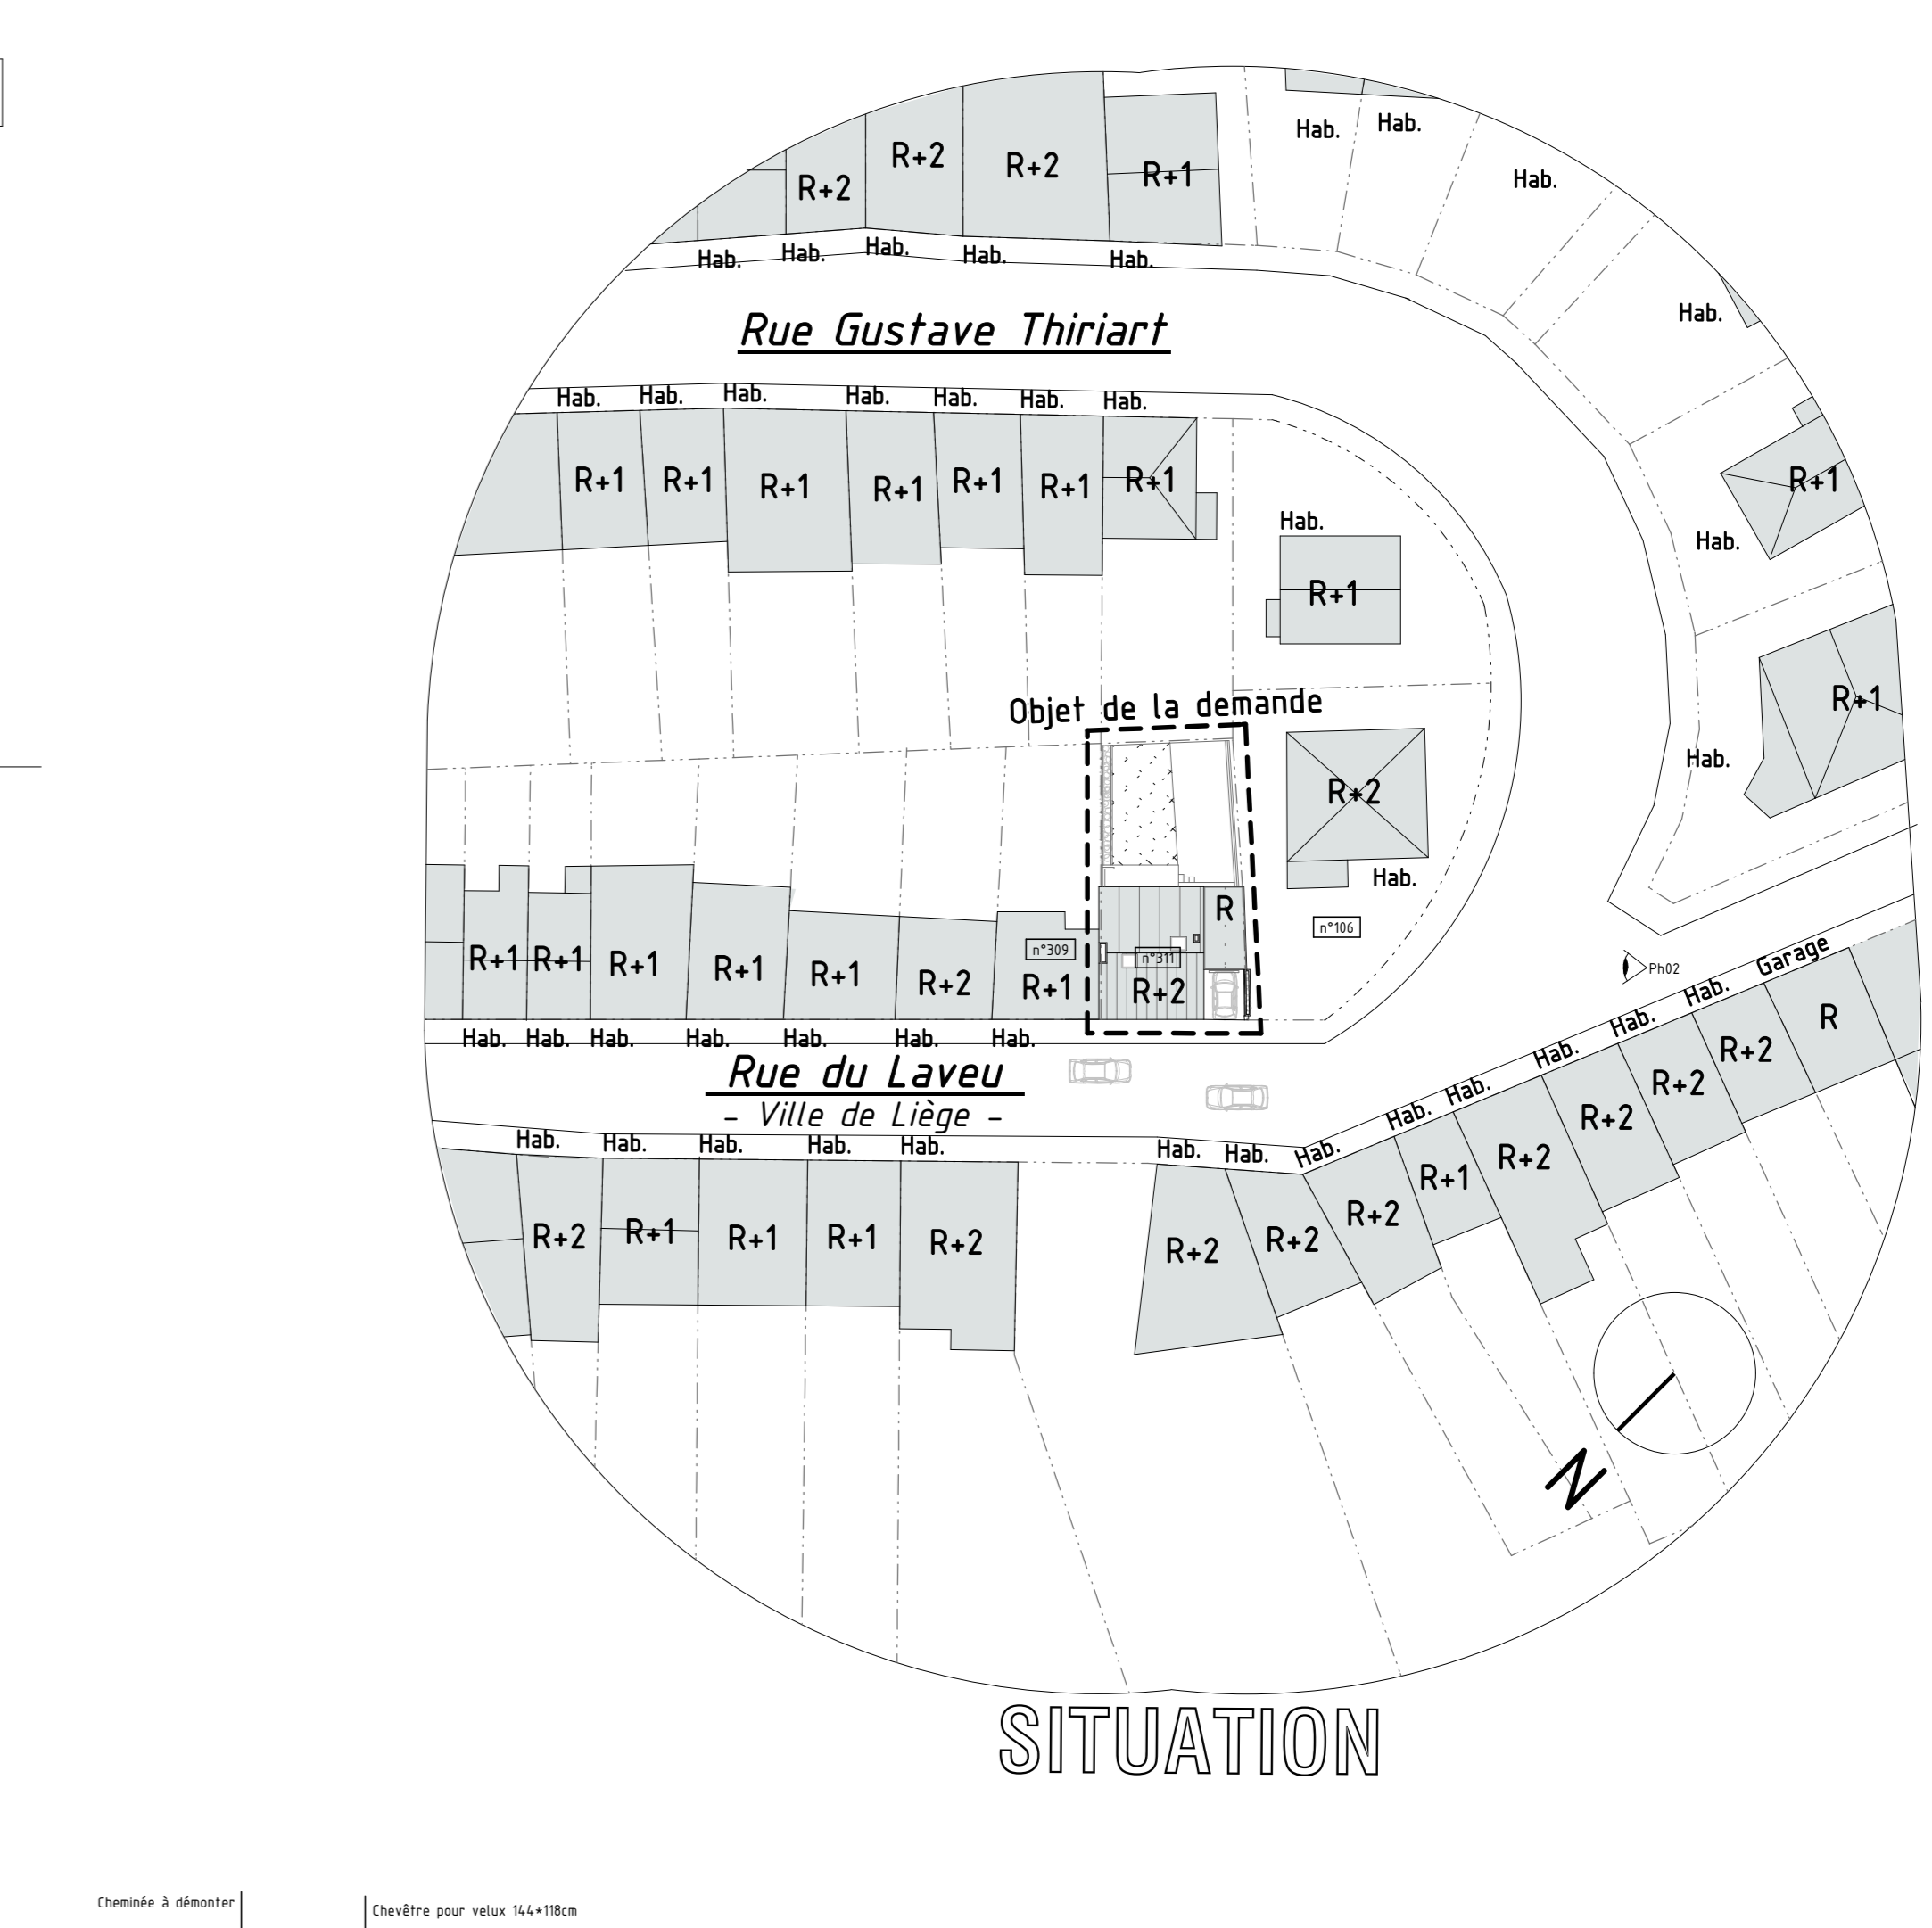 Hab. Hab.
R+2 R+2 R+1
R+2
Hab.
Hab. Hab. Hab. Hab. Hab.
Hab.
Rue Gustave Thiriart
Hab. Hab. Hab. Hab. Hab. Hab. Hab.
R+1 R+1 R+1 R+1 R+1 R+1 R+1
R+1
Hab.
Hab.
R+1
Objet de la demande
R+1
Hab.
R+2
Hab.
R
n°106
n°309 n°311
R+1 R+1 R+1 R+1 R+1 R+2 R+1 R+2
Ph02
Garage
Hab. Hab. Hab. Hab. Hab. Hab. Hab.
Rue du Laveu
- Ville de Liège -
Hab. Hab. Hab. Hab. Hab.
Hab. Hab. Hab. Hab. Hab. Hab. Hab. Hab.
R+2 R+1 R+1 R+1 R+2
R+2 R+2 R+2 R+1 R+2 R+2 R+2 R+2 R
N
SITUATION
Cheminée à démonter
Chevêtre pour velux 144*118cm